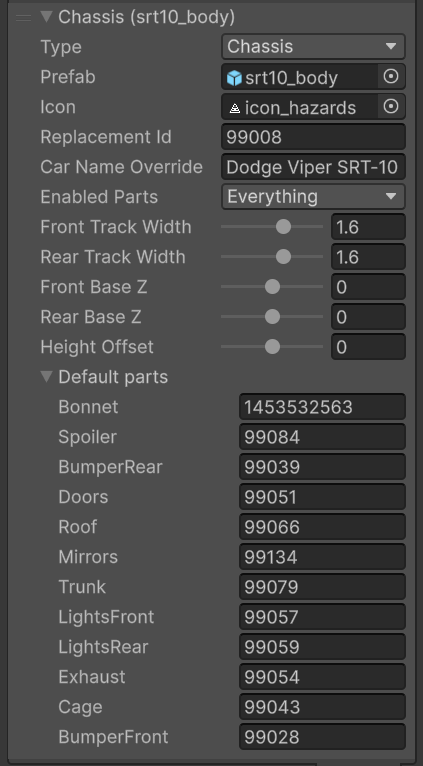 Chassis (srt10_body)
Type Chassis
Prefab srt10_body
Icon icon_hazards
Replacement Id 99008
Car Name Override Dodge Viper SRT-10
Enabled Parts Everything
Front Track Width 1.6
Rear Track Width 1.6
Front Base Z 0
Rear Base Z 0
Height Offset 0
Default parts
Bonnet 1453532563
Spoiler 99084
BumperRear 99039
Doors 99051
Roof 99066
Mirrors 99134
Trunk 99079
LightsFront 99057
LightsRear 99059
Exhaust 99054
Cage 99043
BumperFront 99028